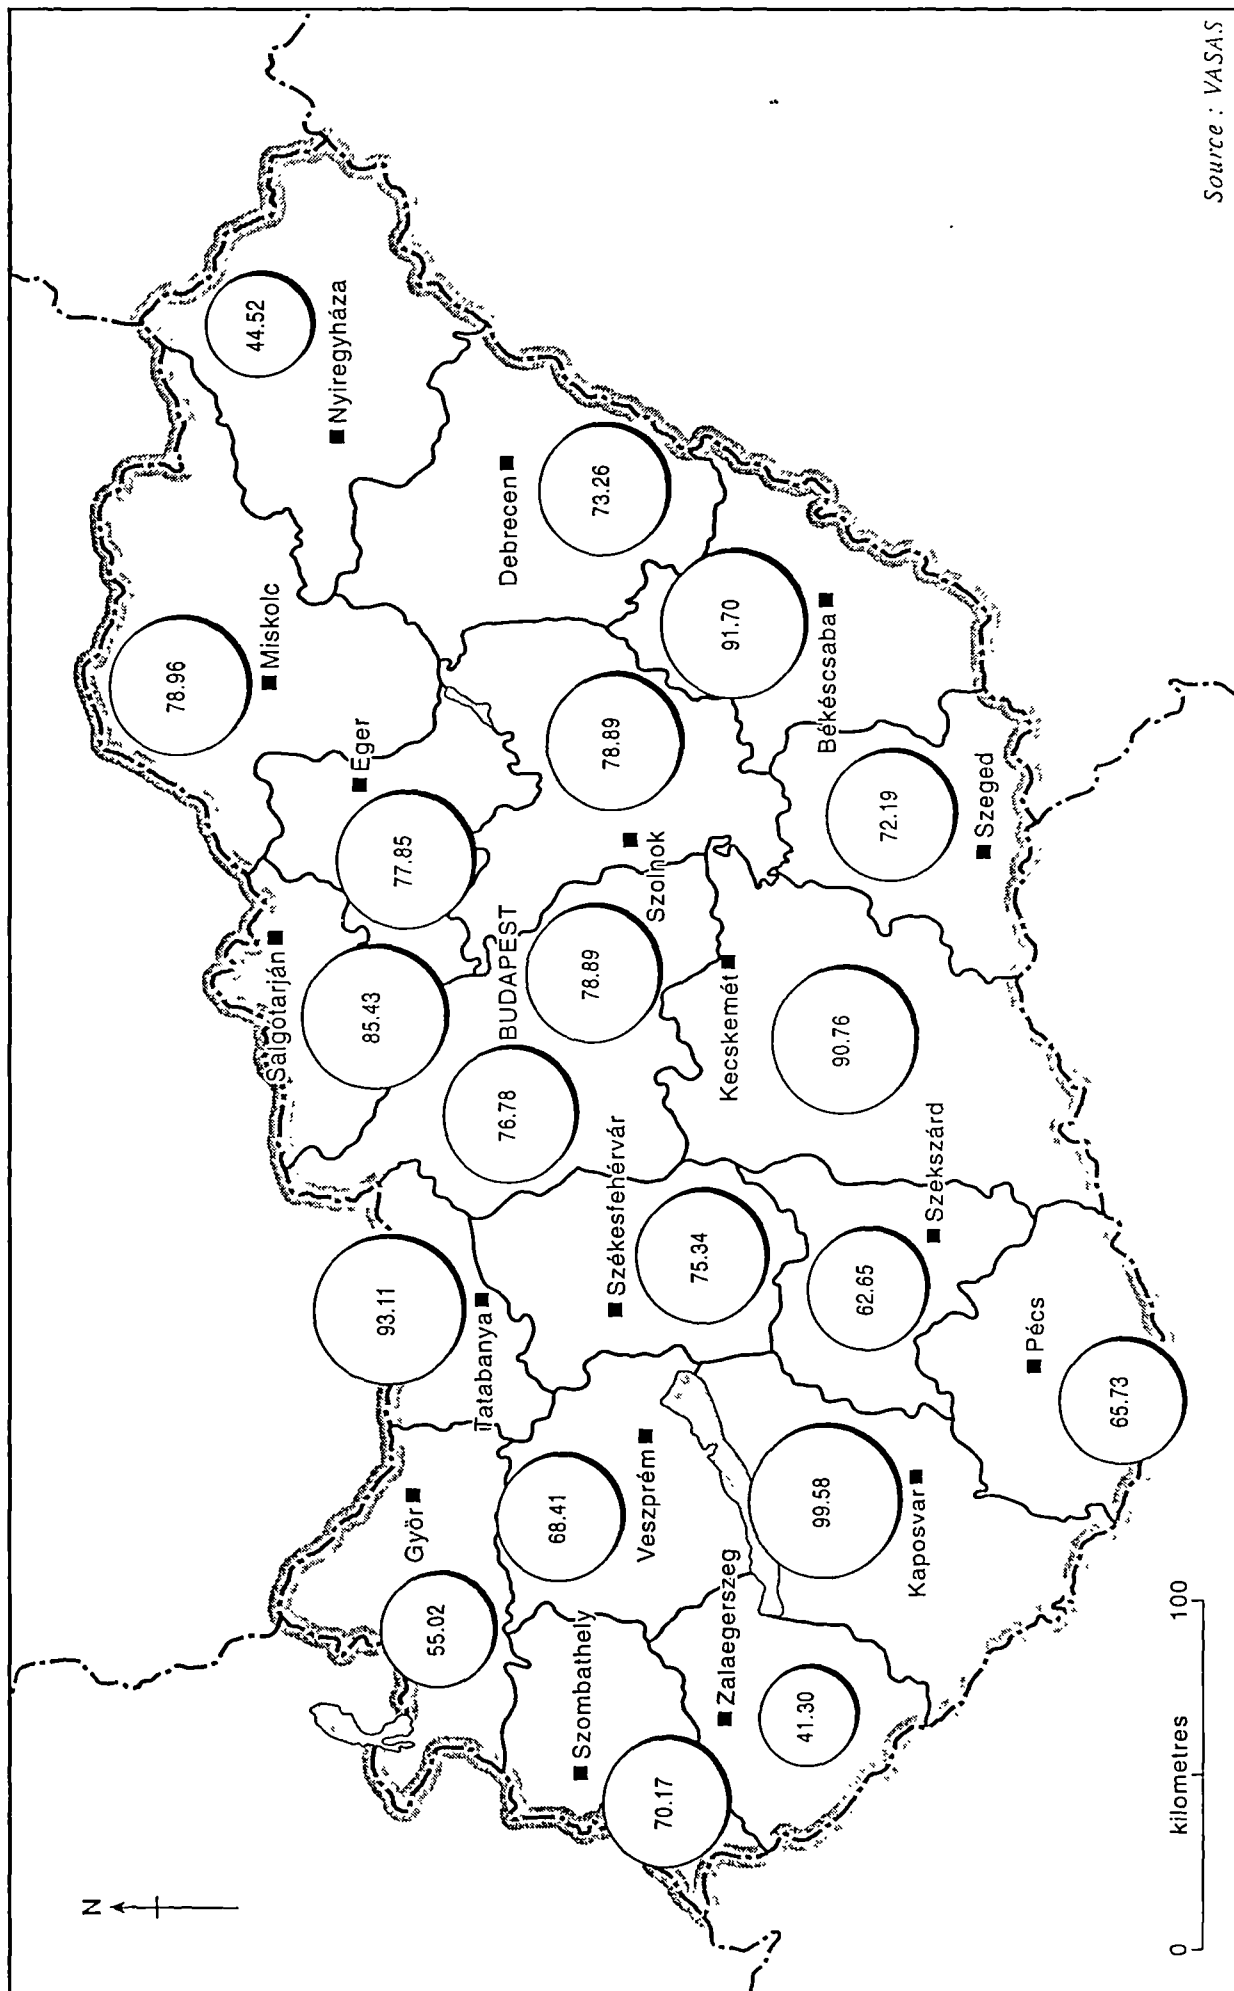 N
44.52
Nyiregyháza
78.96
Miskolc
Salgótarján
Eger
77.85
85.43
Debrecen
73.26
93.11
Tatabanya
Györ
55.02
BUDAPEST
76.78
78.89
78.89
Szolnok
91.70
Békéscsaba
68.41
Veszprém
Székesfehérvár
75.34
Kecskemét
90.76
72.19
Szeged
Szombathely
70.17
Zalaegerszeg
41.30
99.58
Kaposvar
62.65
Szekszárd
Pécs
65.73
0 kilometres 100
Source : VASAS